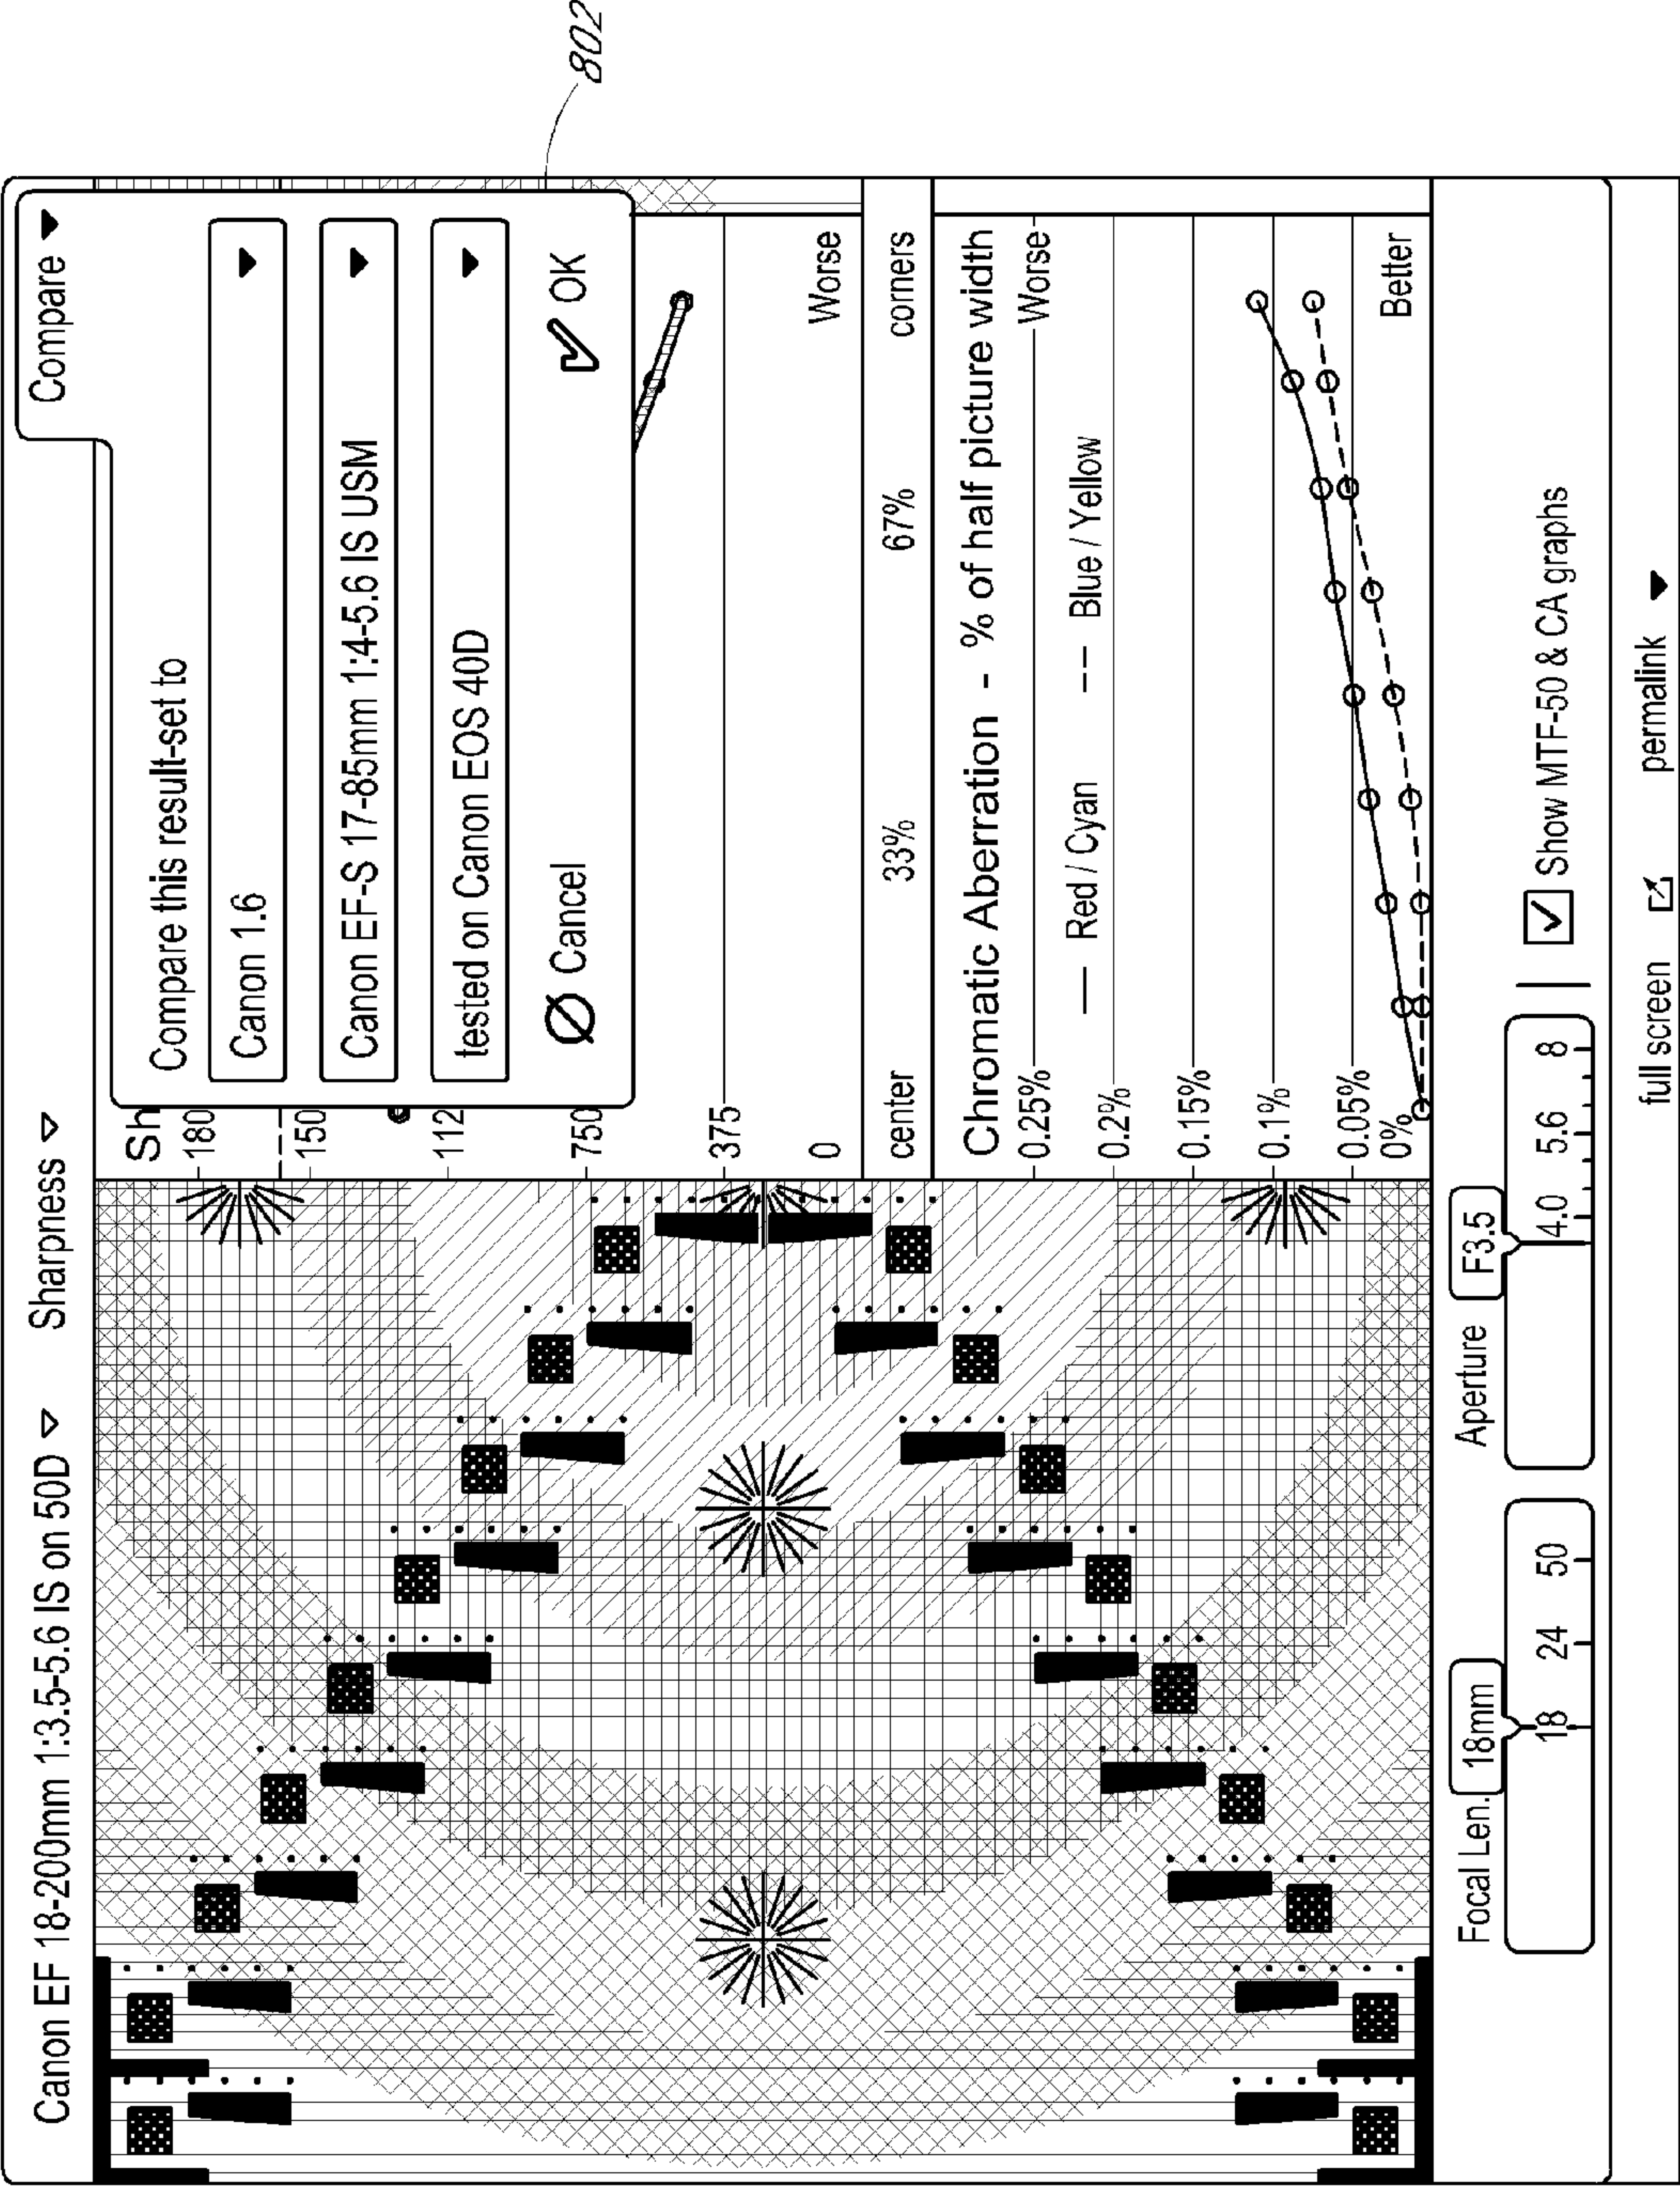 Canon EF 18-200mm 1:3.5-5.6 IS on 50D
Sharpness
Compare
802
Compare this result-set to
Canon 1.6
Canon EF-S 17-85mm 1:4-5.6 IS USM
tested on Canon EOS 40D
Cancel
OK
Sh
180
150
112
750
375
0
Worse
center 33% 67% corners
Chromatic Aberration - % of half picture width
0.25%
Worse
Red / Cyan
Blue / Yellow
0.2%
0.15%
0.1%
0.05%
0%
Better
Focal Len. 18mm
18 24 50
Aperture F3.5
4.0 5.6 8
Show MTF-50 & CA graphs
full screen
permalink